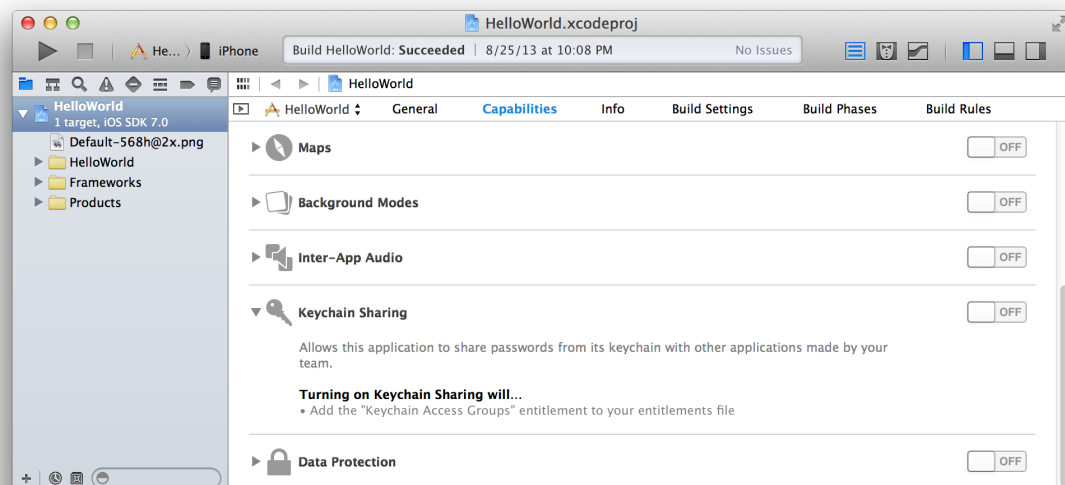 HelloWorld.xcodeproj
He... iPhone
Build HelloWorld: Succeeded | 8/25/13 at 10:08 PM No Issues
HelloWorld
HelloWorld
1 target, iOS SDK 7.0
Default-568h@2x.png
HelloWorld
Frameworks
Products
HelloWorld General Capabilities Info Build Settings Build Phases Build Rules
Maps OFF
Background Modes OFF
Inter-App Audio OFF
Keychain Sharing OFF
Allows this application to share passwords from its keychain with other applications made by your
team.
Turning on Keychain Sharing will...
• Add the "Keychain Access Groups" entitlement to your entitlements file
Data Protection OFF